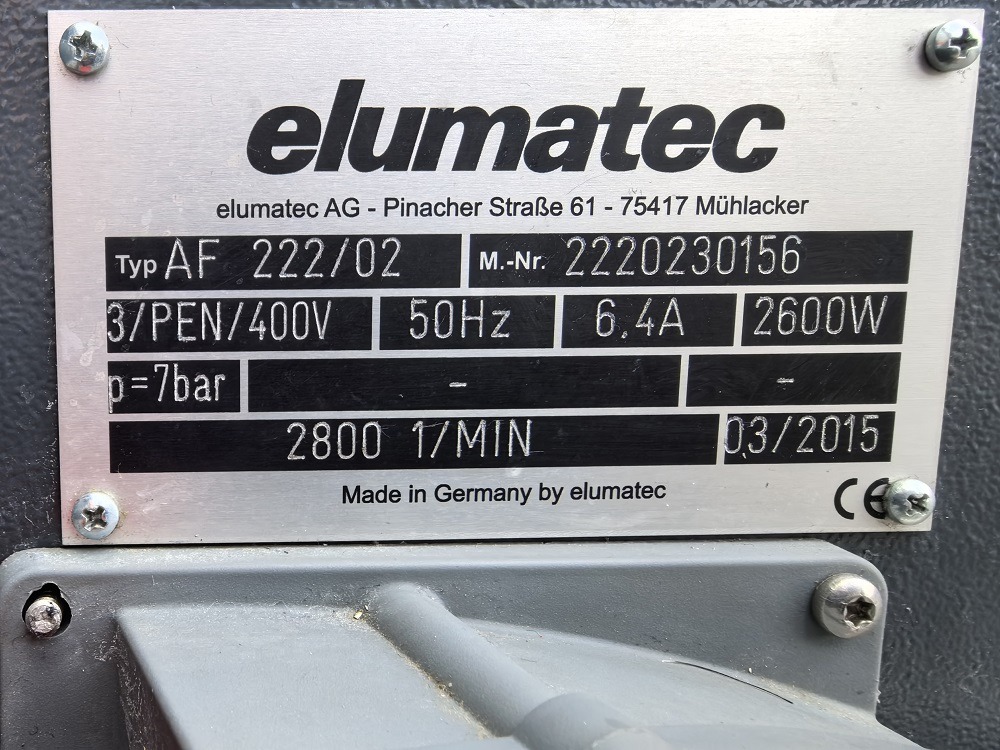 elumatec
elumatec AG - Pinacher Straße 61 - 75417 Mühlacker
Typ AF 222/02 M.-Nr. 2220230156
3/PEN/400V 50Hz 6.4A 2600W
p=7bar - -
2800 1/MIN 03/2015
Made in Germany by elumatec CE